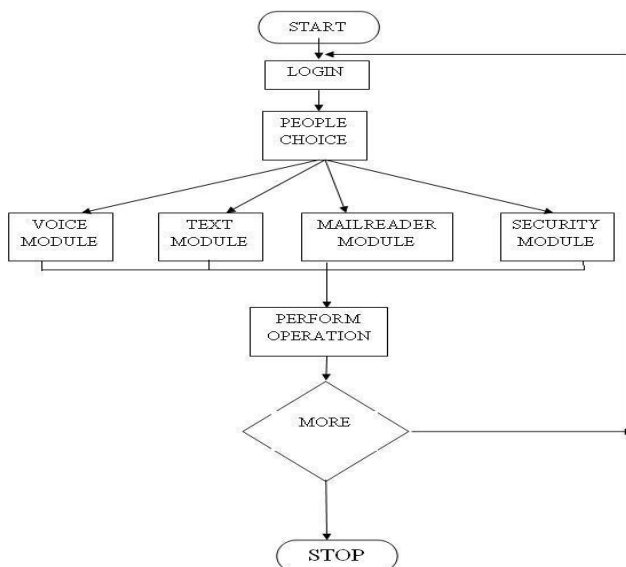 START
LOGIN
PEOPLE
CHOICE
VOICE
MODULE
TEXT
MODULE
MAILREADER
MODULE
SECURITY
MODULE
PERFORM
OPERATION
MORE
STOP